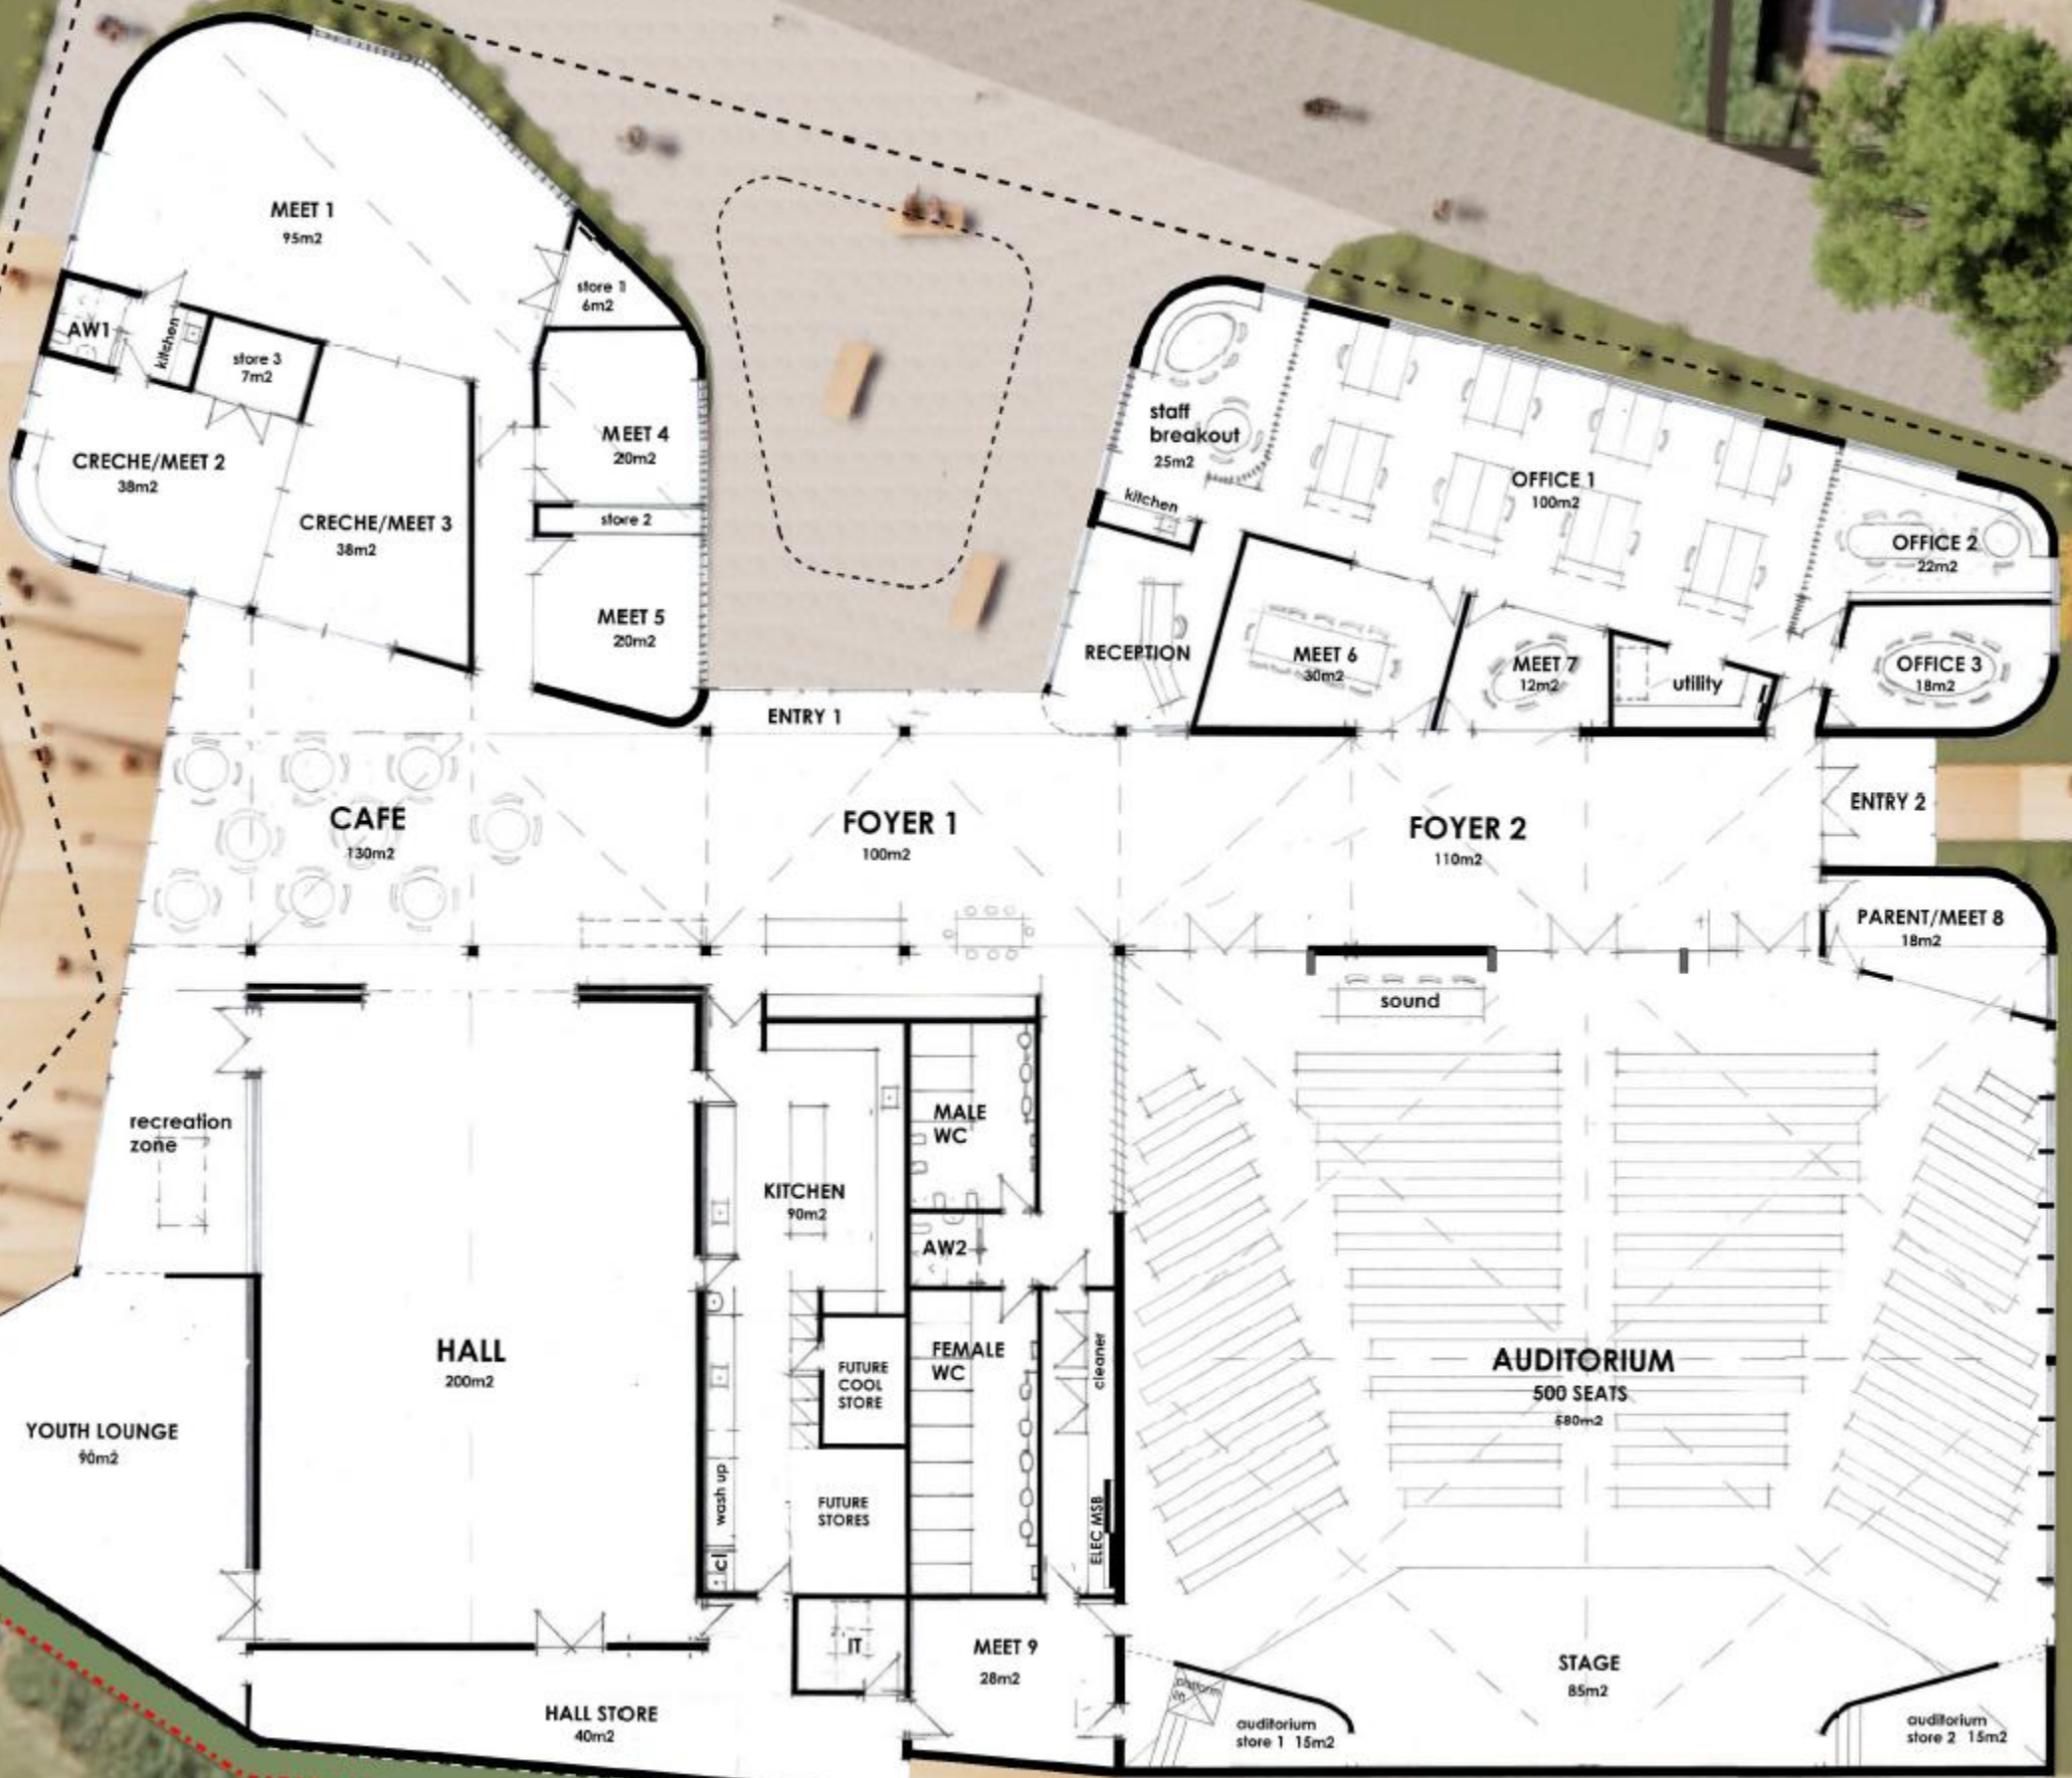 MEET 1
95m2
store 1
6m2
AW1
kitchen
store 3
7m2
MEET 4
20m2
CRECHE/MEET 2
38m2
CRECHE/MEET 3
38m2
store 2
MEET 5
20m2
staff
breakout
25m2
kitchen
OFFICE 1
100m2
OFFICE 2
22m2
RECEPTION
MEET 6
30m2
MEET 7
12m2
utility
OFFICE 3
18m2
ENTRY 1
CAFE
130m2
FOYER 1
100m2
FOYER 2
110m2
ENTRY 2
PARENT/MEET 8
18m2
sound
recreation
zone
MALE
WC
KITCHEN
90m2
AW2
HALL
200m2
FUTURE
COOL
STORE
FEMALE
WC
cleaner
AUDITORIUM
500 SEATS
YOUTH LOUNGE
90m2
wash up
FUTURE
STORES
ELEC MSB
cl
IT
MEET 9
28m2
STAGE
85m2
platform
lift
HALL STORE
40m2
auditorium
store 1 15m2
auditorium
store 2 15m2